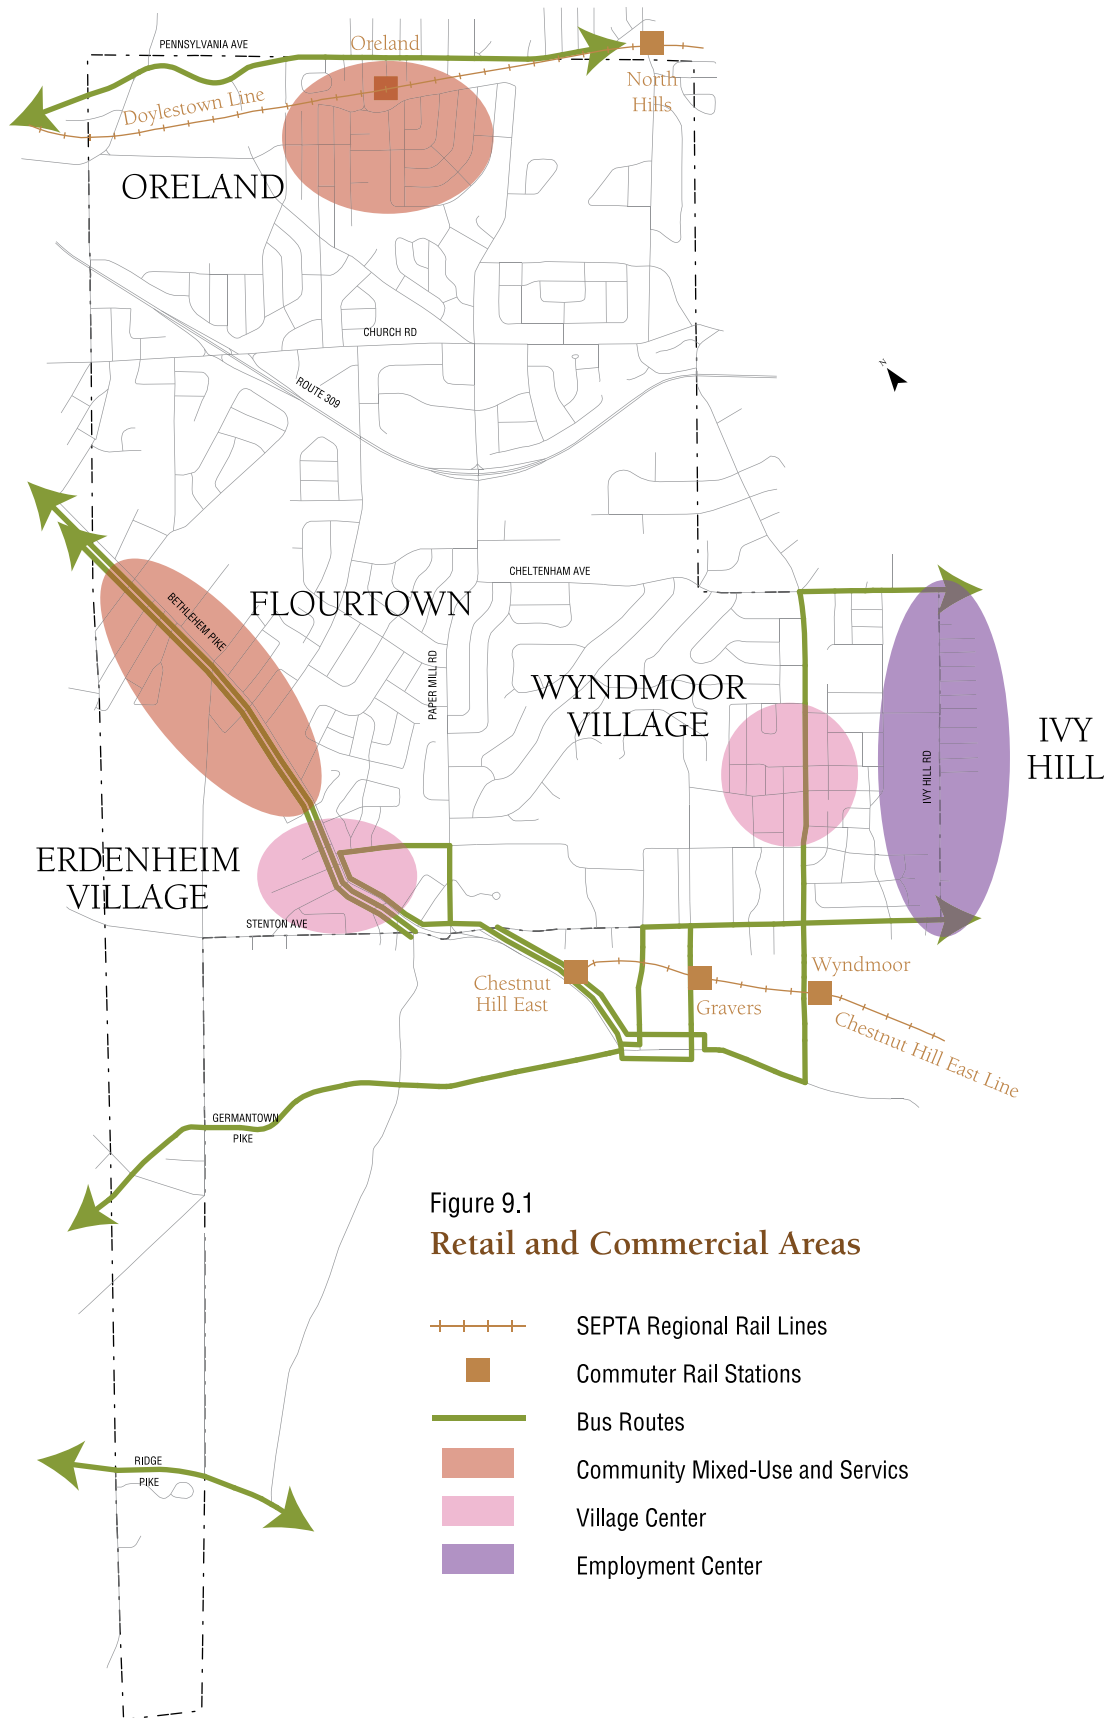 PENNSYLVANIA AVE
Oreland
North
Hills
Doylestown Line
ORELAND
CHURCH RD
ROUTE 309
N
BETHLEHEM PIKE
FLOURTOWN
CHELTENHAM AVE
PAPER MILL RD
WYNDMOOR
VILLAGE
IVY
HILL
IVY HILL RD
ERDENHEIM
VILLAGE
STENTON AVE
Chestnut
Hill East
Gravers
Wyndmoor
Chestnut Hill East Line
GERMANTOWN
PIKE
RIDGE
PIKE
Figure 9.1
Retail and Commercial Areas
SEPTA Regional Rail Lines
Commuter Rail Stations
Bus Routes
Community Mixed-Use and Servics
Village Center
Employment Center